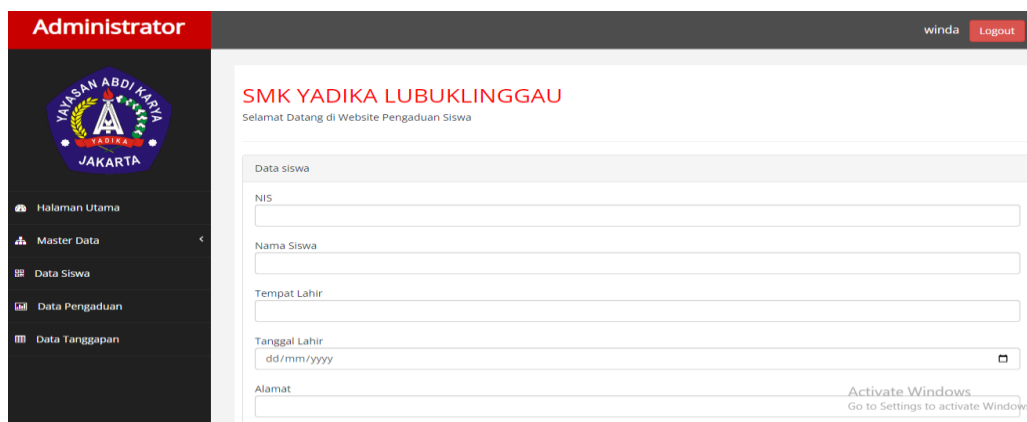 Administrator
winda Logout
YAYASAN ABDI KARYA
YADIKA
JAKARTA
SMK YADIKA LUBUKLINGGAU
Selamat Datang di Website Pengaduan Siswa
Halaman Utama
Master Data
Data Siswa
Data Pengaduan
Data Tanggapan
Data siswa
NIS
Nama Siswa
Tempat Lahir
Tanggal Lahir
dd/mm/yyyy
Alamat
Activate Windows
Go to Settings to activate Windows